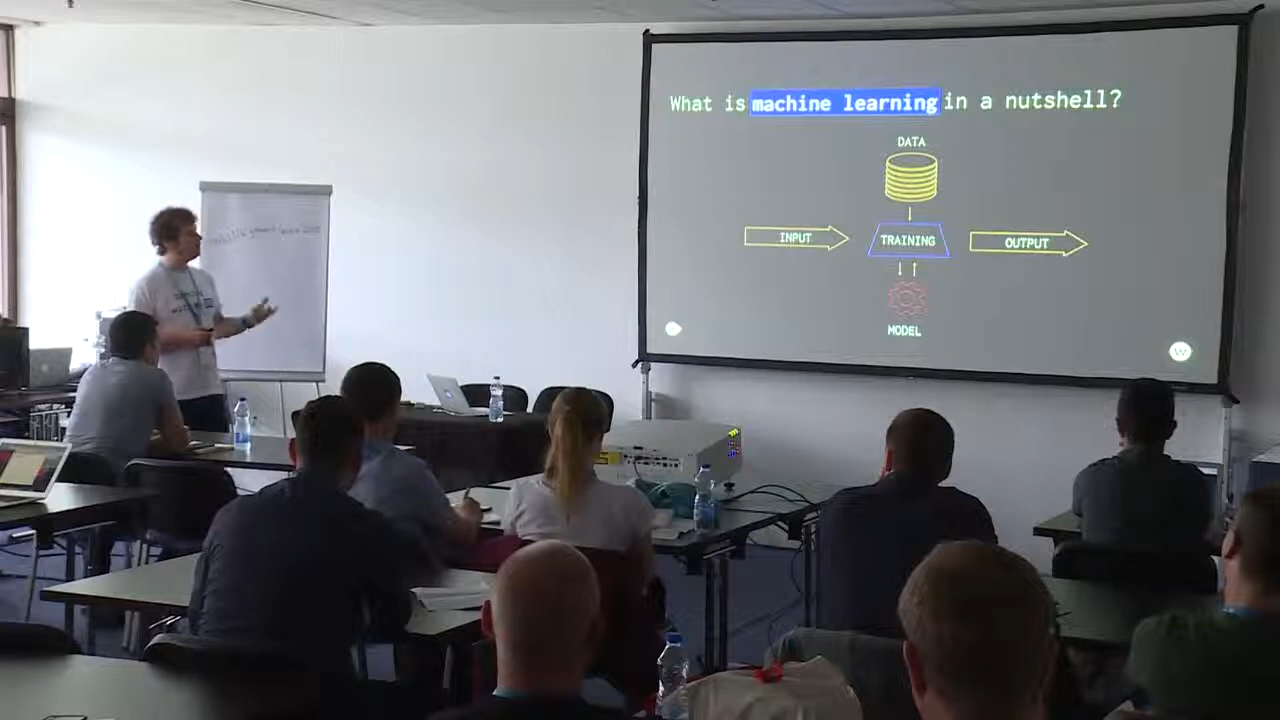 What is machine learning in a nutshell?
DATA
INPUT
TRAINING
OUTPUT
MODEL
W